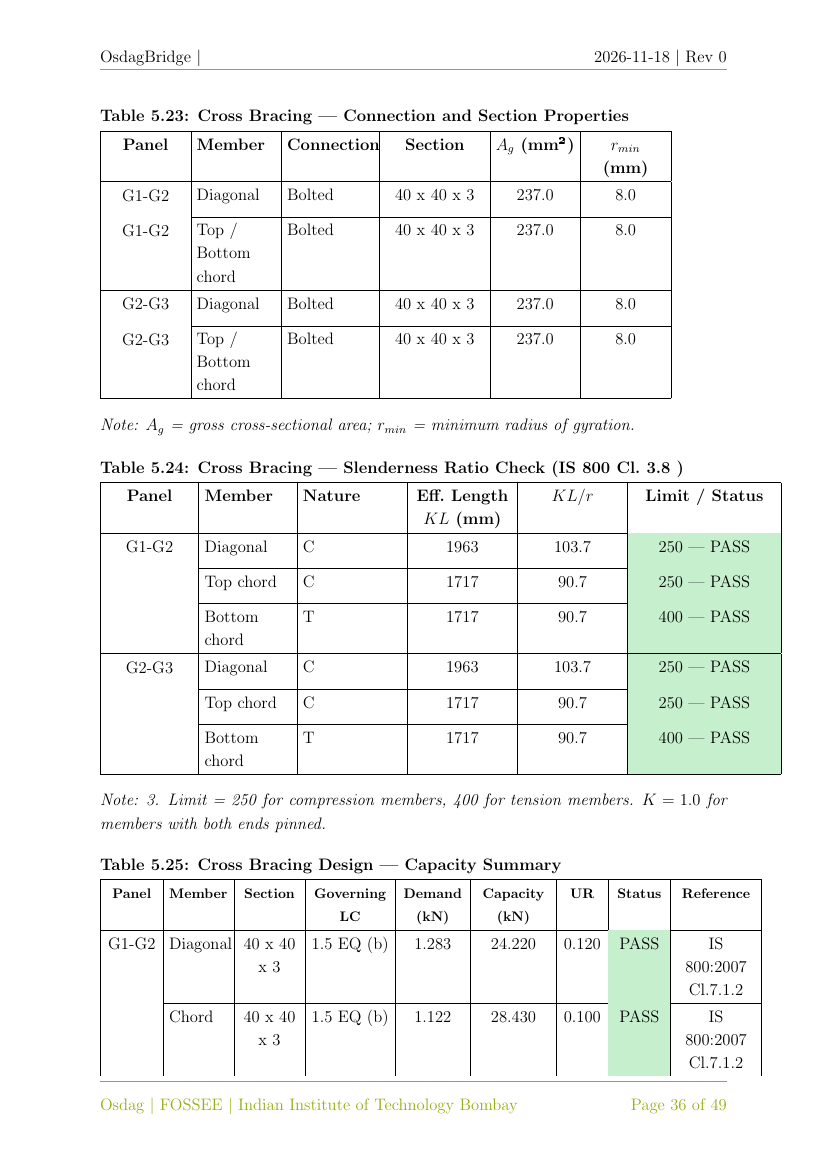 OsdagBridge | 2026-11-18 | Rev 0
Table 5.23: Cross Bracing — Connection and Section Properties
Panel Member Connection Section A_g (mm²) r_min
(mm)
G1-G2 Diagonal Bolted 40 x 40 x 3 237.0 8.0
G1-G2 Top / Bolted 40 x 40 x 3 237.0 8.0
Bottom
chord
G2-G3 Diagonal Bolted 40 x 40 x 3 237.0 8.0
G2-G3 Top / Bolted 40 x 40 x 3 237.0 8.0
Bottom
chord
Note: A_g = gross cross-sectional area; r_min = minimum radius of gyration.
Table 5.24: Cross Bracing — Slenderness Ratio Check (IS 800 Cl. 3.8 )
Panel Member Nature Eff. Length KL/r Limit / Status
KL (mm)
G1-G2 Diagonal C 1963 103.7 250 — PASS
Top chord C 1717 90.7 250 — PASS
Bottom T 1717 90.7 400 — PASS
chord
G2-G3 Diagonal C 1963 103.7 250 — PASS
Top chord C 1717 90.7 250 — PASS
Bottom T 1717 90.7 400 — PASS
chord
Note: 3. Limit = 250 for compression members, 400 for tension members. K = 1.0 for
members with both ends pinned.
Table 5.25: Cross Bracing Design — Capacity Summary
Panel Member Section Governing Demand Capacity UR Status Reference
LC (kN) (kN)
G1-G2 Diagonal 40 x 40 1.5 EQ (b) 1.283 24.220 0.120 PASS IS
x 3 800:2007
Cl.7.1.2
Chord 40 x 40 1.5 EQ (b) 1.122 28.430 0.100 PASS IS
x 3 800:2007
Cl.7.1.2
Osdag | FOSSEE | Indian Institute of Technology Bombay Page 36 of 49